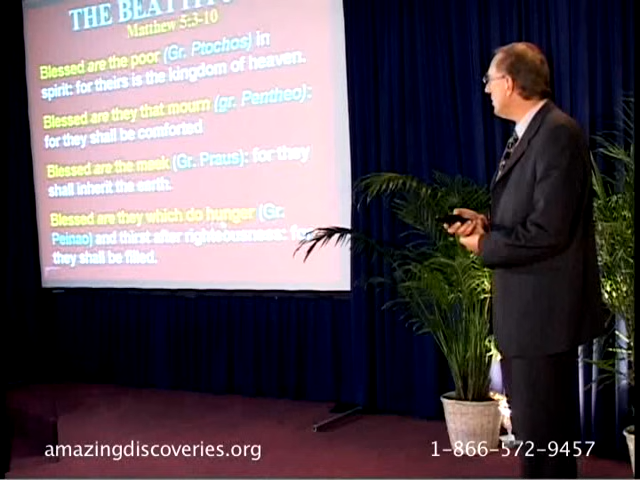 THE BEATIT
Matthew 5:3-10
Blessed are the poor (Gr. Ptochos) in
spirit: for theirs is the kingdom of heaven.
Blessed are they that mourn (gr. Pentheo):
for they shall be comforted
Blessed are the meek (Gr. Praus): for they
shall inherit the earth.
Blessed are they which do hunger (Gr.
Peinao) and thirst after righteousness: fo
they shall be filled.
amazingdiscoveries.org
1-866-572-9457